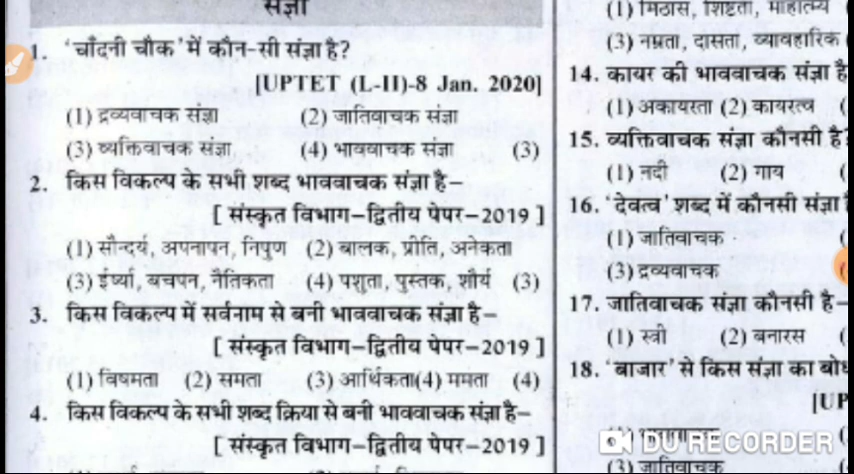 संज्ञा
1. 'चाँदनी चौक' में कौन-सी संज्ञा है?
[UPTET (L-II)-8 Jan. 2020]
(1) द्रव्यवाचक संज्ञा (2) जातिवाचक संज्ञा
(3) व्यक्तिवाचक संज्ञा (4) भाववाचक संज्ञा (3)
2. किस विकल्प के सभी शब्द भाववाचक संज्ञा है–
[ संस्कृत विभाग–द्वितीय पेपर–2019 ]
(1) सौन्दर्य, अपनापन, निपुण (2) बालक, प्रीति, अनेकता
(3) ईर्ष्या, बचपन, नैतिकता (4) पशुता, पुस्तक, शौर्य (3)
3. किस विकल्प में सर्वनाम से बनी भाववाचक संज्ञा है –
[ संस्कृत विभाग–द्वितीय पेपर–2019 ]
(1) विषमता (2) समता (3) आर्थिकता(4) ममता (4)
4. किस विकल्प के सभी शब्द क्रिया से बनी भाववाचक संज्ञा है–
[ संस्कृत विभाग–द्वितीय पेपर–2019 ]
(1) मिठास, शिष्टता, माहात्म्य
(3) नम्रता, दासता, व्यावहारिक
14. कायर की भाववाचक संज्ञा है
(1) अकायरता (2) कायरत्व (
15. व्यक्तिवाचक संज्ञा कौनसी है
(1) नदी (2) गाय (
16. 'देवत्व' शब्द में कौनसी संज्ञा
(1) जातिवाचक (
(3) द्रव्यवाचक
17. जातिवाचक संज्ञा कौनसी है–
(1) स्त्री (2) बनारस (
18. 'बाजार' से किस संज्ञा का
[UP
(3) जातिवाचक
DU RECORDER